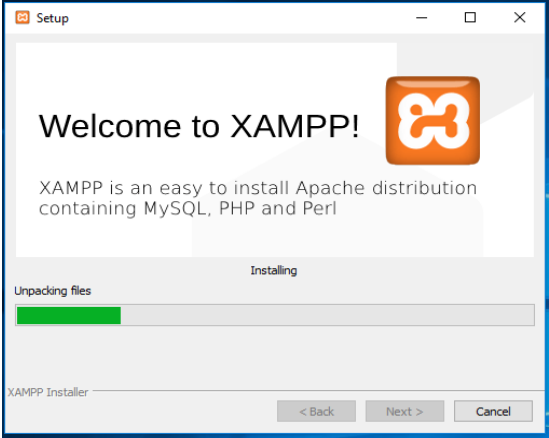 Setup
Welcome to XAMPP!
XAMPP is an easy to install Apache distribution
containing MySQL, PHP and Perl
Installing
Unpacking files
XAMPP Installer
< Back
Next >
Cancel